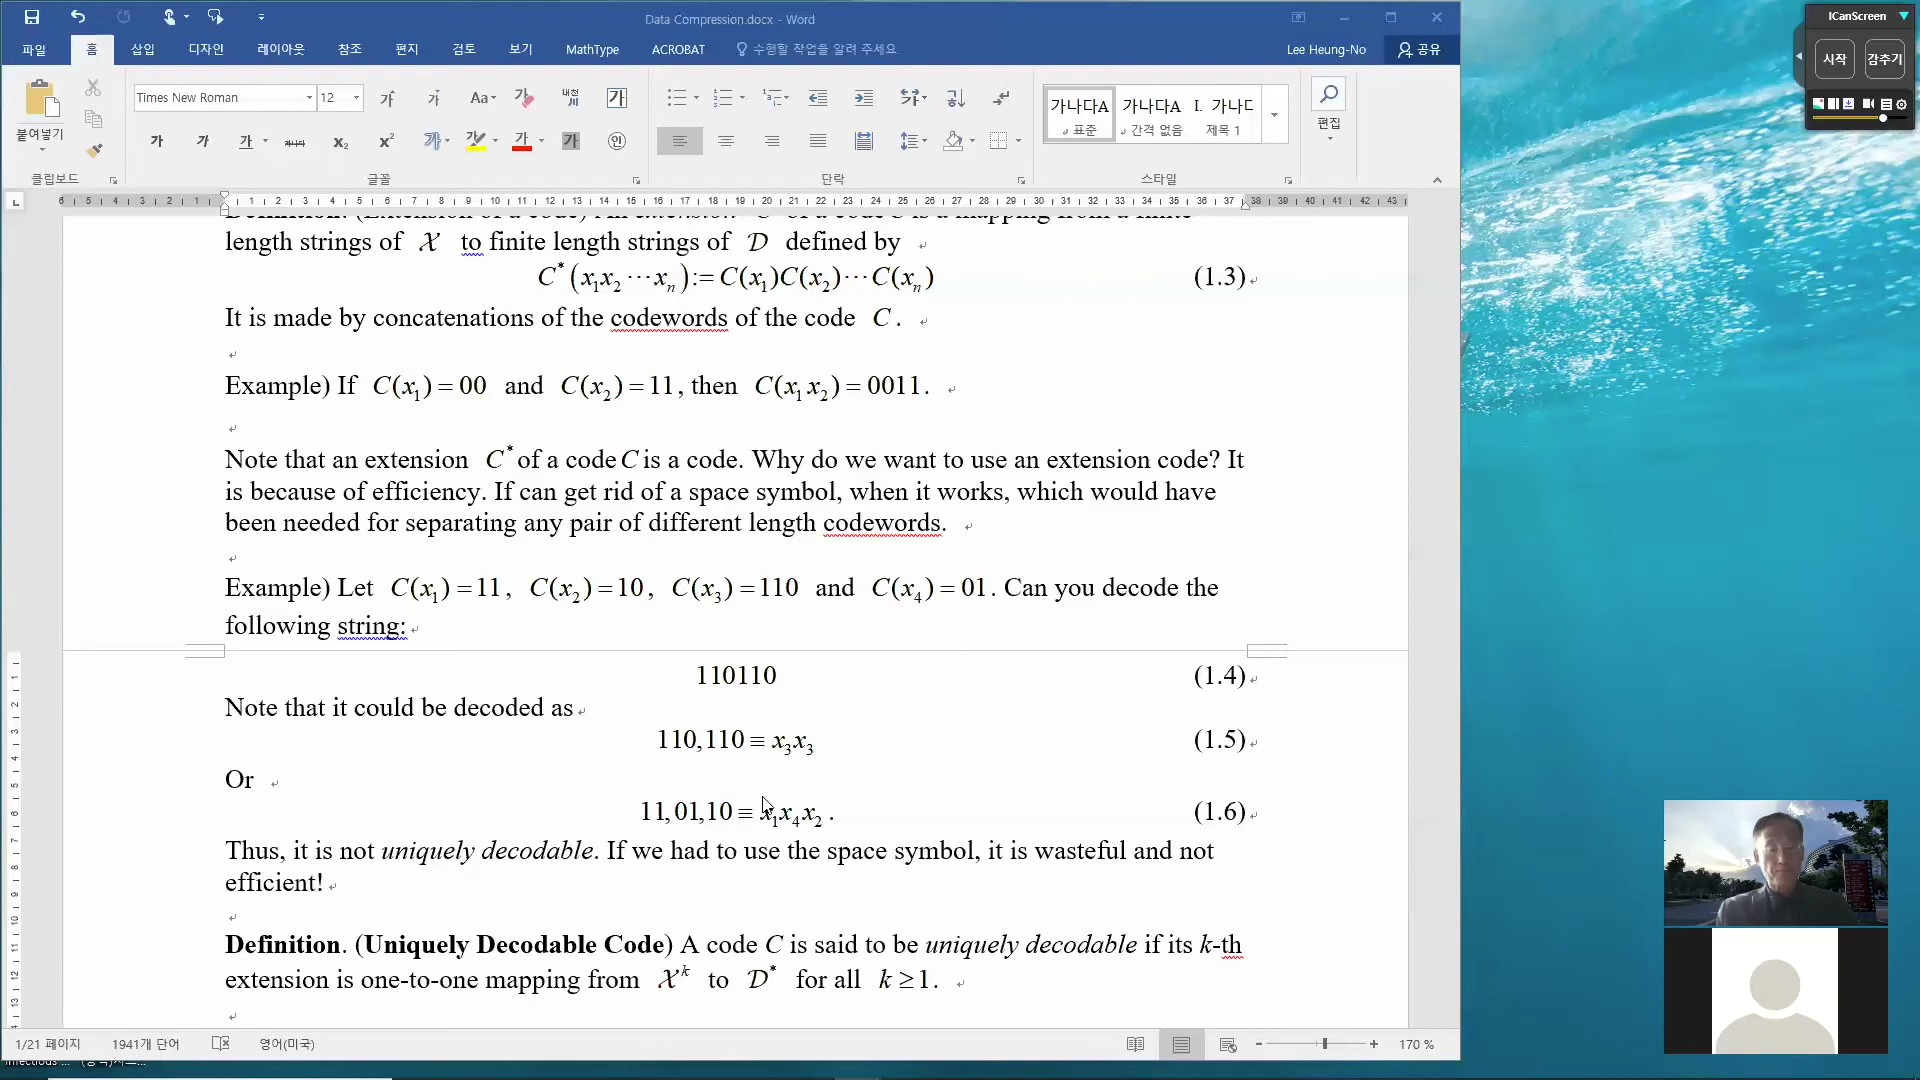 Data Compression.docx - Word
ICanScreen
시작 감추기
파일 홈 삽입 디자인 레이아웃 참조 편지 검토 보기 MathType ACROBAT 수행할 작업을 알려 주세요. Lee Heung-No 공유
붙여넣기
Times New Roman 12
가나다A 가나다A I. 가나
표준 간격 없음 제목 1
편집
클립보드 글꼴 단락 스타일
length strings of 𝒳 to finite length strings of 𝒟 defined by
C*(x₁x₂⋯xₙ):=C(x₁)C(x₂)⋯C(xₙ) (1.3)
It is made by concatenations of the codewords of the code C.
Example) If C(x₁)=00 and C(x₂)=11, then C(x₁x₂)=0011.
Note that an extension C* of a code C is a code. Why do we want to use an extension code? It
is because of efficiency. If can get rid of a space symbol, when it works, which would have
been needed for separating any pair of different length codewords.
Example) Let C(x₁)=11, C(x₂)=10, C(x₃)=110 and C(x₄)=01. Can you decode the
following string:
110110 (1.4)
Note that it could be decoded as
110,110≡x₃x₃ (1.5)
Or
11,01,10≡x₁x₄x₂. (1.6)
Thus, it is not uniquely decodable. If we had to use the space symbol, it is wasteful and not
efficient!
Definition. (Uniquely Decodable Code) A code C is said to be uniquely decodable if its k-th
extension is one-to-one mapping from 𝒳ᵏ to 𝒟* for all k≥1.
1/21 페이지 1941개 단어 영어(미국) 170 %